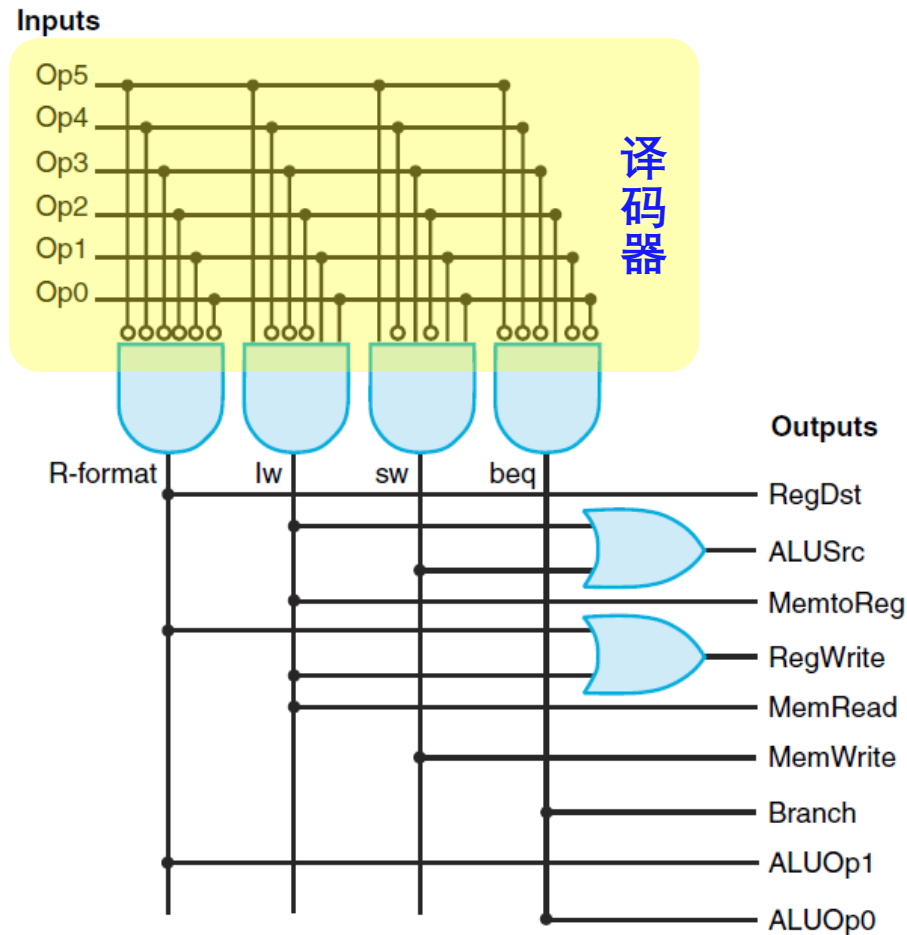 Inputs
Op5
Op4
Op3
Op2
Op1
Op0
译
码
器
Outputs
R-format
lw
sw
beq
RegDst
ALUSrc
MemtoReg
RegWrite
MemRead
MemWrite
Branch
ALUOp1
ALUOp0